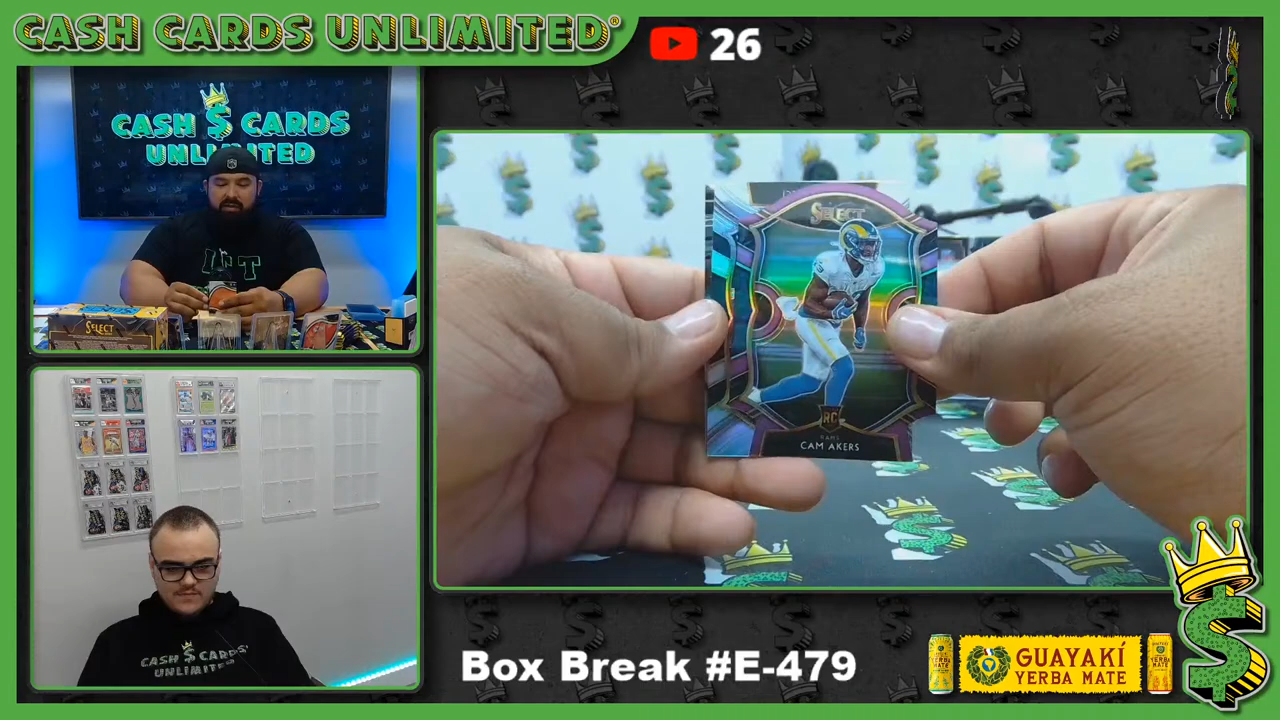 CASH CARDS UNLIMITED®
26
CASH $ CARDS
UNLIMITED
SELECT
SELECT
RC
RAMS
CAM AKERS
CASH $ CARDS
UNLIMITED
Box Break #E-479
GUAYAKÍ
YERBA MATE